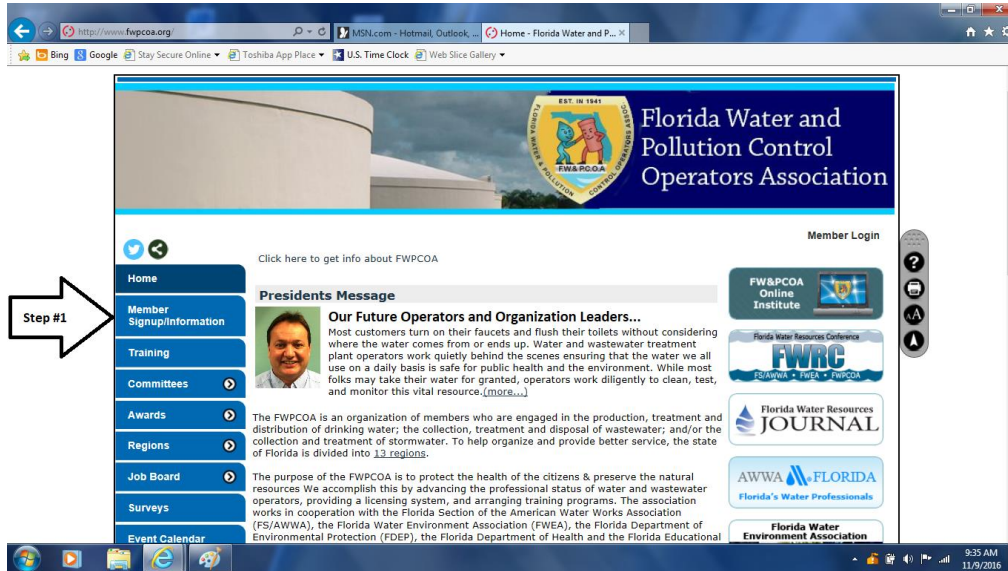 http://www.fwpcoa.org/
MSN.com - Hotmail, Outlook, ...
Home - Florida Water and P...
Bing
Google
Stay Secure Online
Toshiba App Place
U.S. Time Clock
Web Slice Gallery
EST. IN 1941
FLORIDA WATER & POLLUTION CONTROL OPERATORS ASSOC
F.W.& P.C.O.A
Florida Water and
Pollution Control
Operators Association
Member Login
Click here to get info about FWPCOA
Step #1
Home
Member
Signup/Information
Training
Committees
Awards
Regions
Job Board
Surveys
Event Calendar
Presidents Message
Our Future Operators and Organization Leaders...
Most customers turn on their faucets and flush their toilets without considering
where the water comes from or ends up. Water and wastewater treatment
plant operators work quietly behind the scenes ensuring that the water we all
use on a daily basis is safe for public health and the environment. While most
folks may take their water for granted, operators work diligently to clean, test,
and monitor this vital resource.(more...)
The FWPCOA is an organization of members who are engaged in the production, treatment and
distribution of drinking water; the collection, treatment and disposal of wastewater; and/or the
collection and treatment of stormwater. To help organize and provide better service, the state
of Florida is divided into 13 regions.
The purpose of the FWPCOA is to protect the health of the citizens & preserve the natural
resources We accomplish this by advancing the professional status of water and wastewater
operators, providing a licensing system, and arranging training programs. The association
works in cooperation with the Florida Section of the American Water Works Association
(FS/AWWA), the Florida Water Environment Association (FWEA), the Florida Department of
Environmental Protection (FDEP), the Florida Department of Health and the Florida Educational
FW&PCOA
Online
Institute
Florida Water Resources Conference
FWRC
FS/AWWA • FWEA • FWPCOA
Florida Water Resources
JOURNAL
AWWA FLORIDA
Florida's Water Professionals
Florida Water
Environment Association
?
AA
9:35 AM
11/9/2016